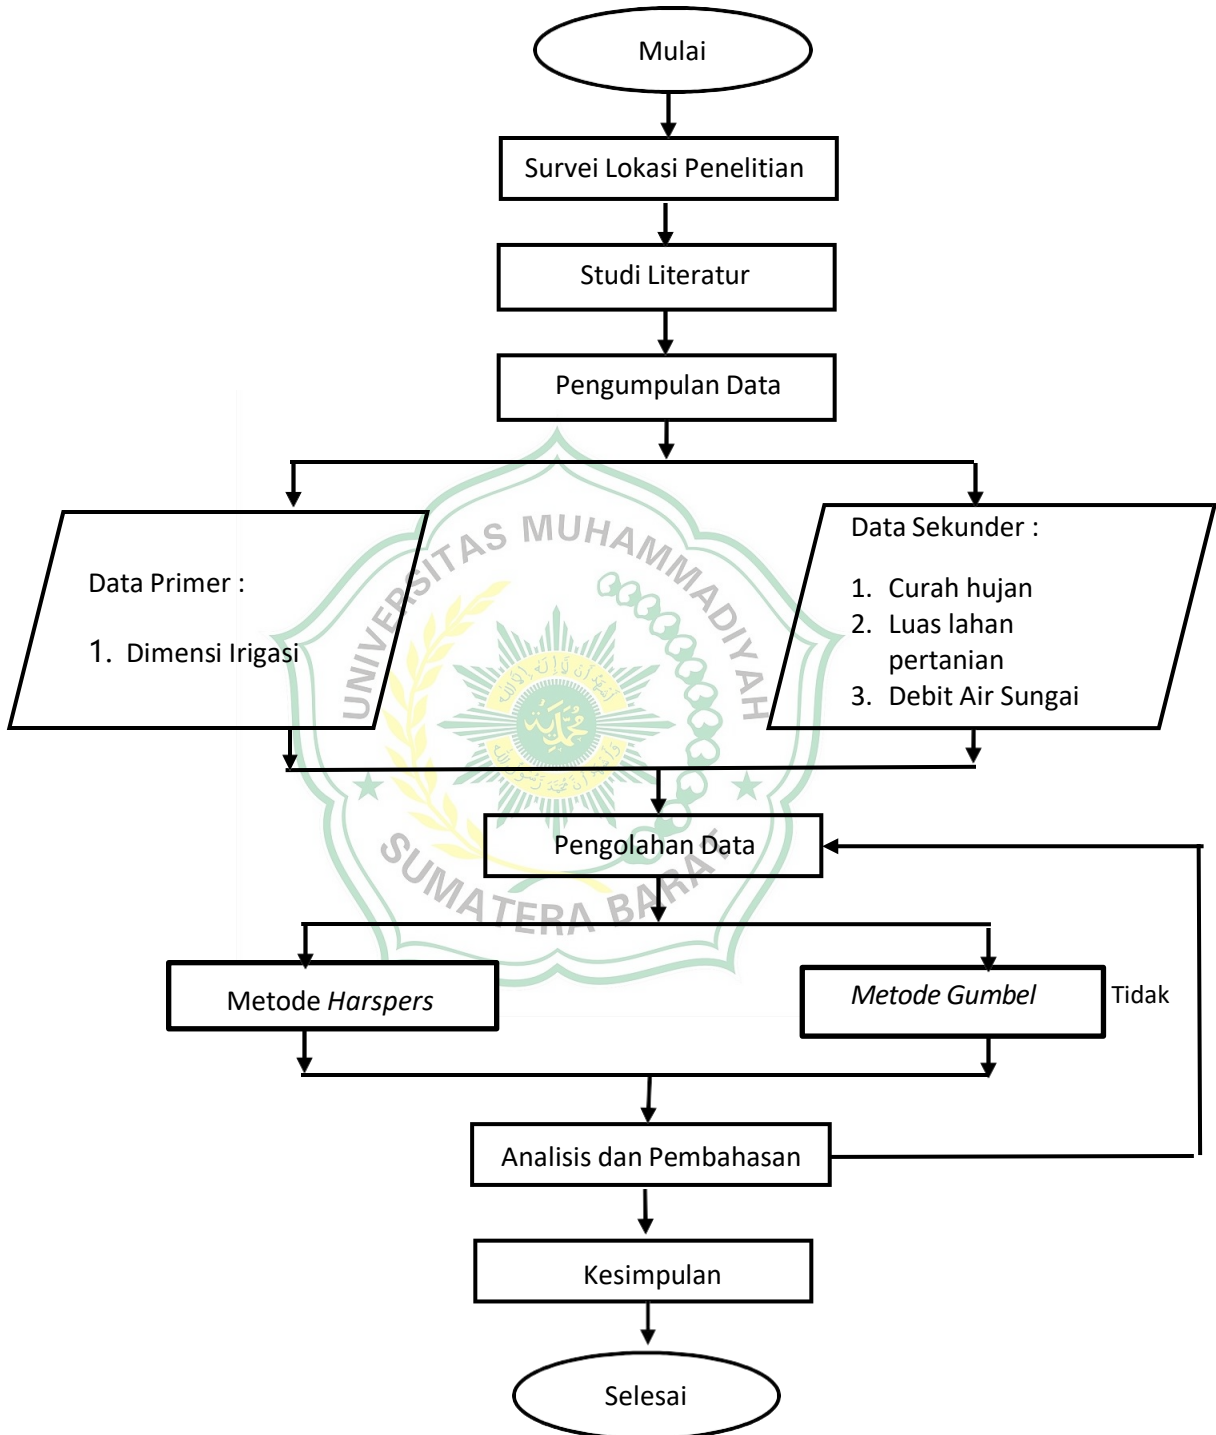 Mulai
Survei Lokasi Penelitian
Studi Literatur
Pengumpulan Data
Data Primer :
1. Dimensi Irigasi
Data Sekunder :
1. Curah hujan
2. Luas lahan
pertanian
3. Debit Air Sungai
UNIVERSITAS MUHAMMADIYAH
SUMATERA BARAT
Pengolahan Data
Metode Harspers
Metode Gumbel
Tidak
Analisis dan Pembahasan
Kesimpulan
Selesai